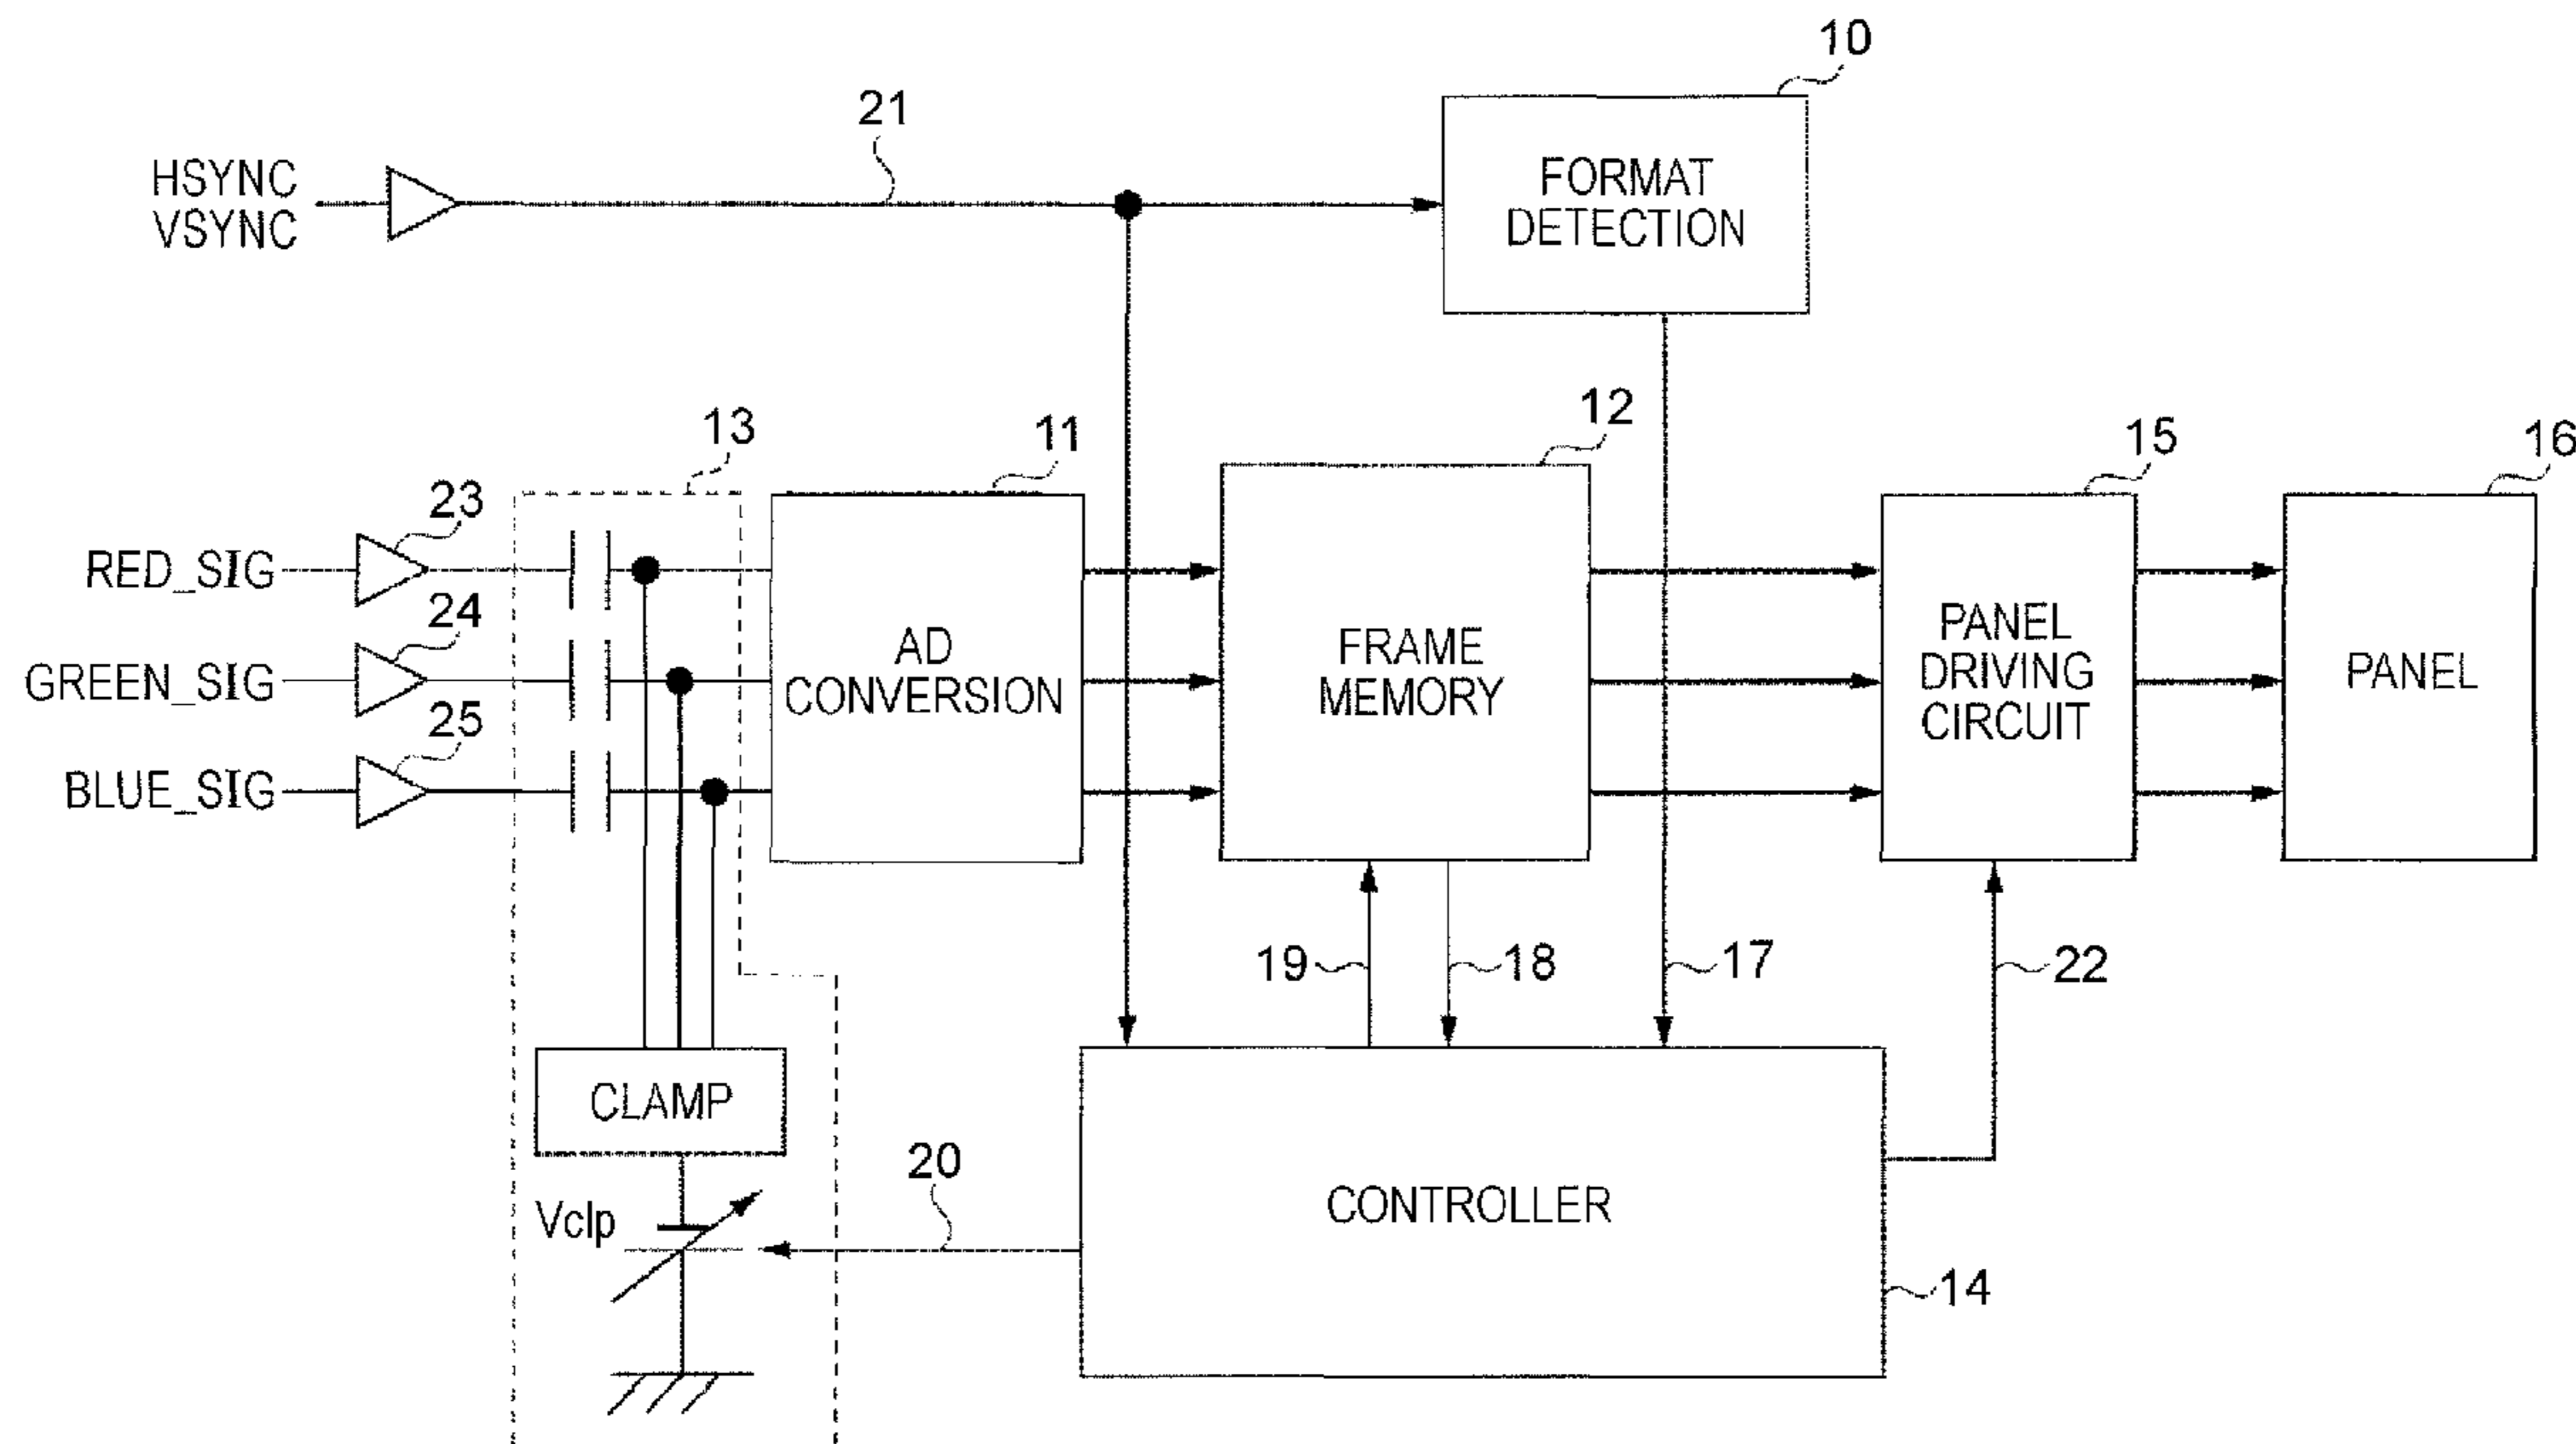 10
21
HSYNC
VSYNC
FORMAT
DETECTION
13
11
12
15
16
23
RED_SIG
24
GREEN_SIG
25
BLUE_SIG
AD
CONVERSION
FRAME
MEMORY
PANEL
DRIVING
CIRCUIT
PANEL
19
18
17
22
CLAMP
Vclp
20
CONTROLLER
14